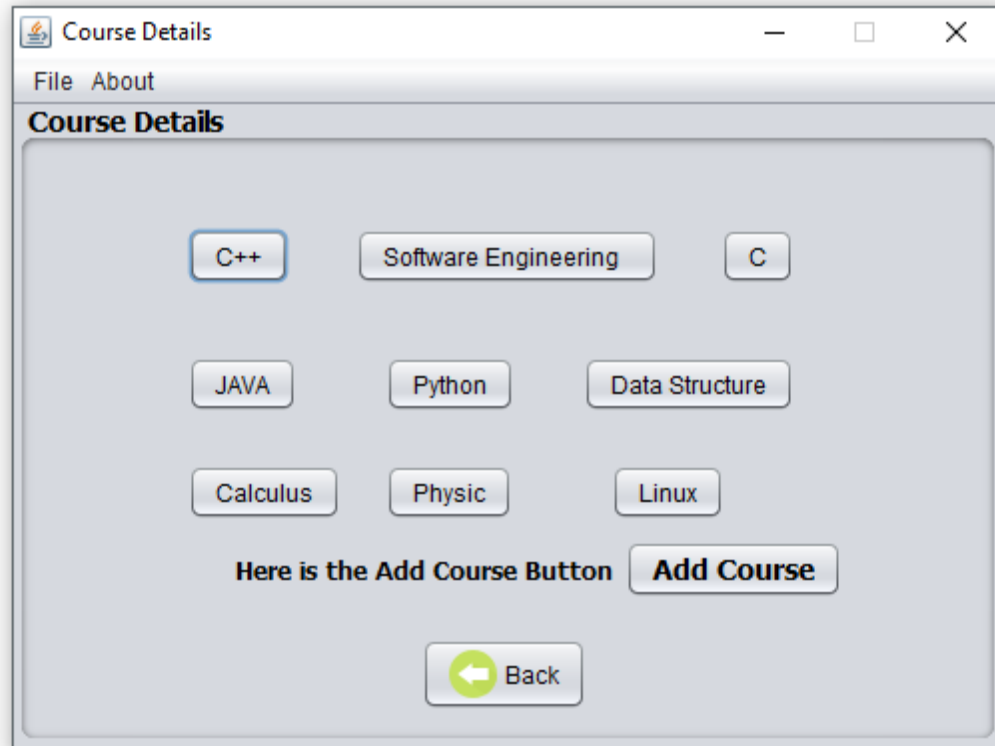 Course Details
File About
Course Details
C++ Software Engineering C
JAVA Python Data Structure
Calculus Physic Linux
Here is the Add Course Button Add Course
Back